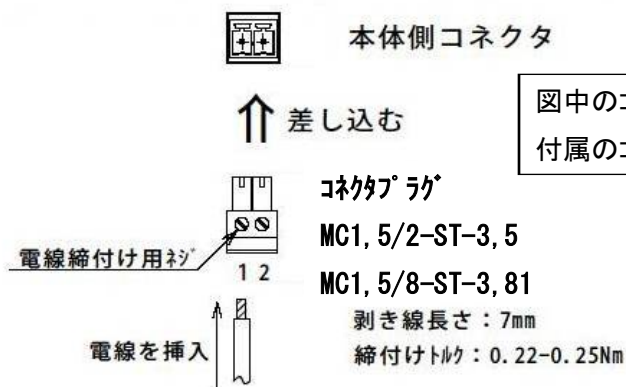 本体側コネクタ
図中のコ
差し込む
付属のコ
コネクタプラグ
MC1,5/2-ST-3,5
電線締付け用ネジ
1 2
MC1,5/8-ST-3,81
剥き線長さ：7mm
電線を挿入
締付けトルク：0.22-0.25Nm